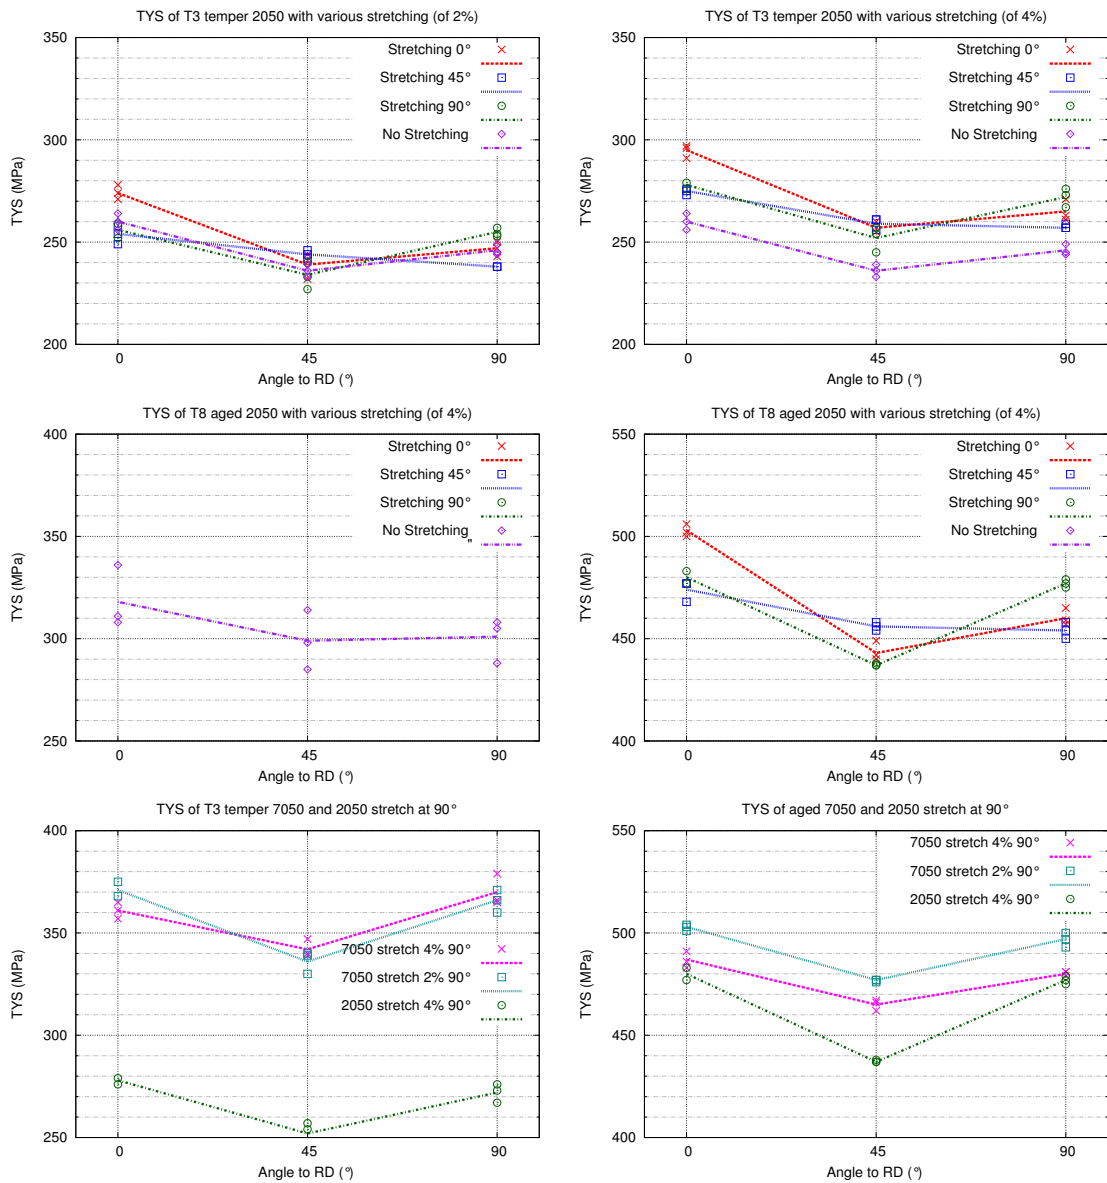 TYS of T3 temper 2050 with various stretching (of 2%)
350
300
250
200
TYS (MPa)
0
45
90
Angle to RD (°)
Stretching 0°
Stretching 45°
Stretching 90°
No Stretching
TYS of T3 temper 2050 with various stretching (of 4%)
350
300
250
200
TYS (MPa)
0
45
90
Angle to RD (°)
Stretching 0°
Stretching 45°
Stretching 90°
No Stretching
TYS of T8 aged 2050 with various stretching (of 4%)
400
350
300
250
TYS (MPa)
0
45
90
Angle to RD (°)
Stretching 0°
Stretching 45°
Stretching 90°
No Stretching
"
TYS of T8 aged 2050 with various stretching (of 4%)
550
500
450
400
TYS (MPa)
0
45
90
Angle to RD (°)
Stretching 0°
Stretching 45°
Stretching 90°
No Stretching
TYS of T3 temper 7050 and 2050 stretch at 90°
400
350
300
250
TYS (MPa)
0
45
90
Angle to RD (°)
7050 stretch 4% 90°
7050 stretch 2% 90°
2050 stretch 4% 90°
TYS of aged 7050 and 2050 stretch at 90°
550
500
450
400
TYS (MPa)
0
45
90
Angle to RD (°)
7050 stretch 4% 90°
7050 stretch 2% 90°
2050 stretch 4% 90°